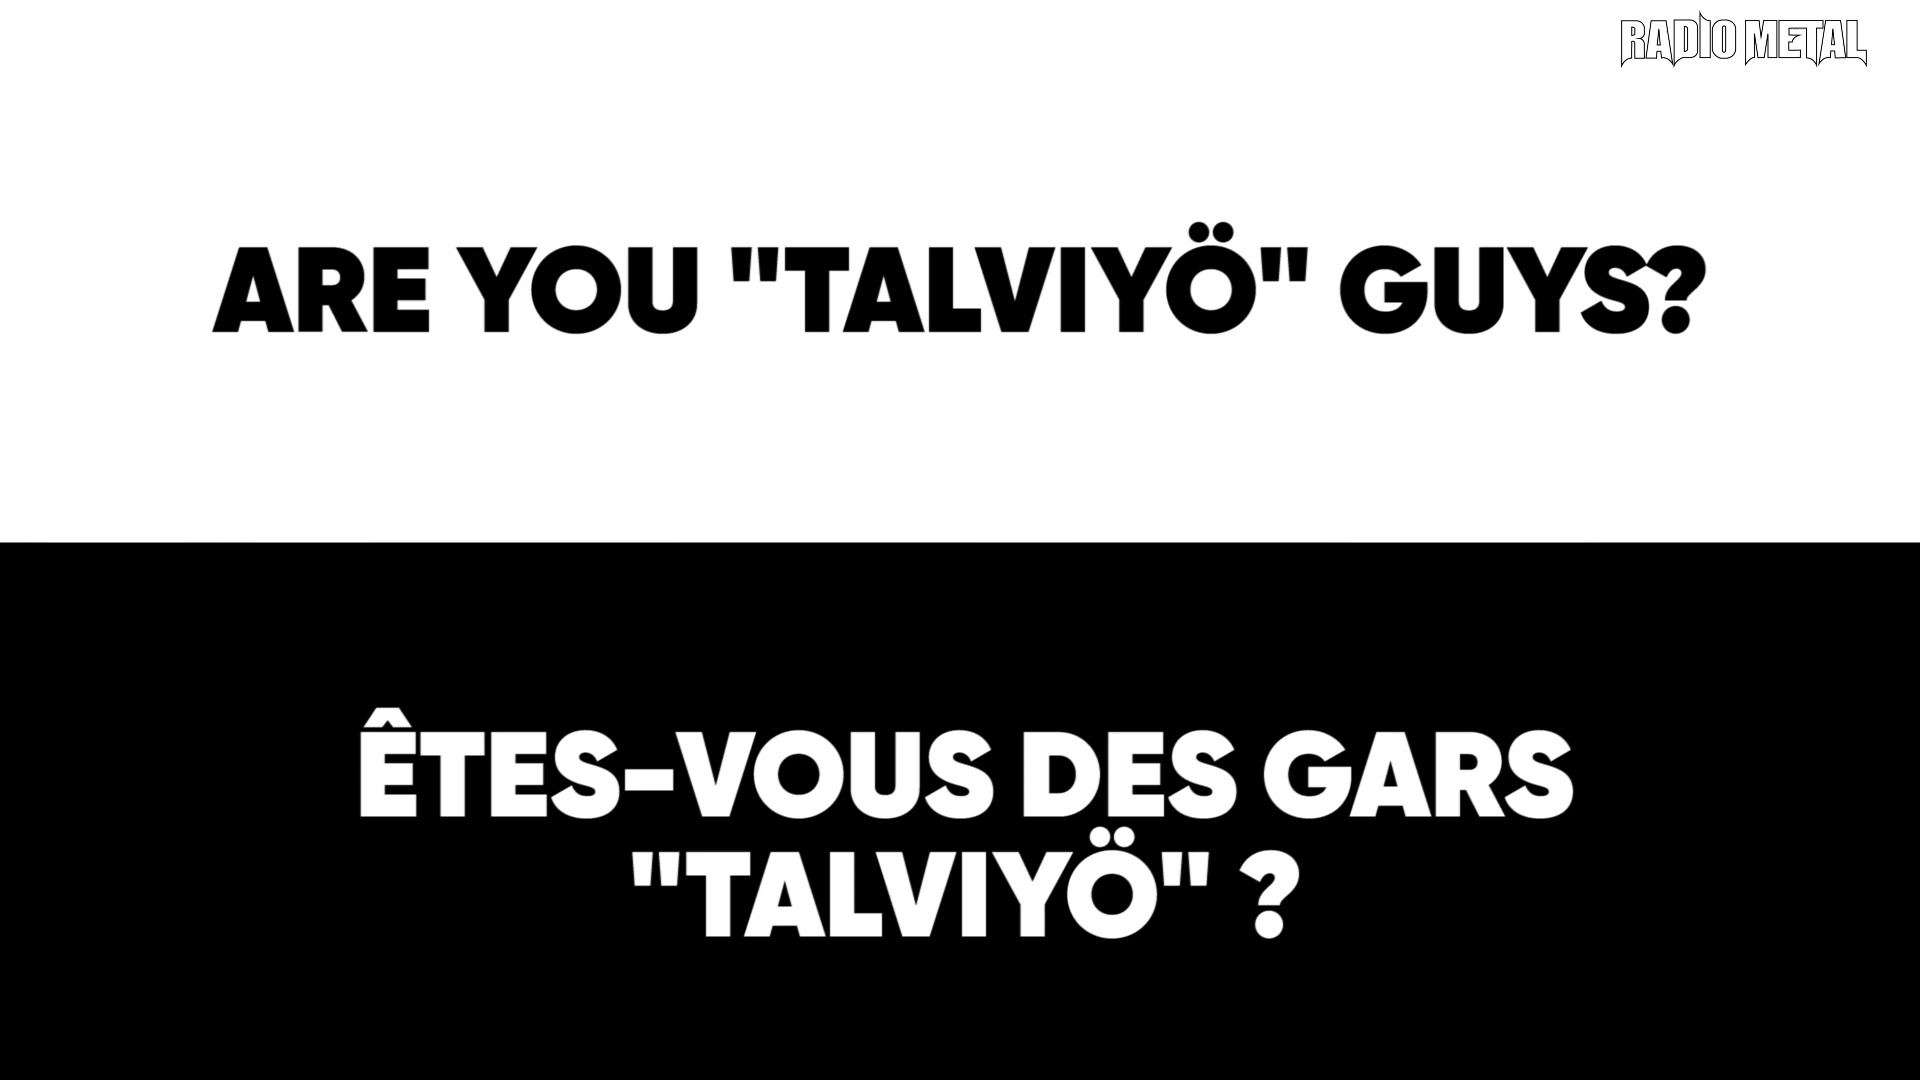 RADIO METAL
ARE YOU "TALVIYÖ" GUYS?
ÊTES-VOUS DES GARS
"TALVIYÖ" ?